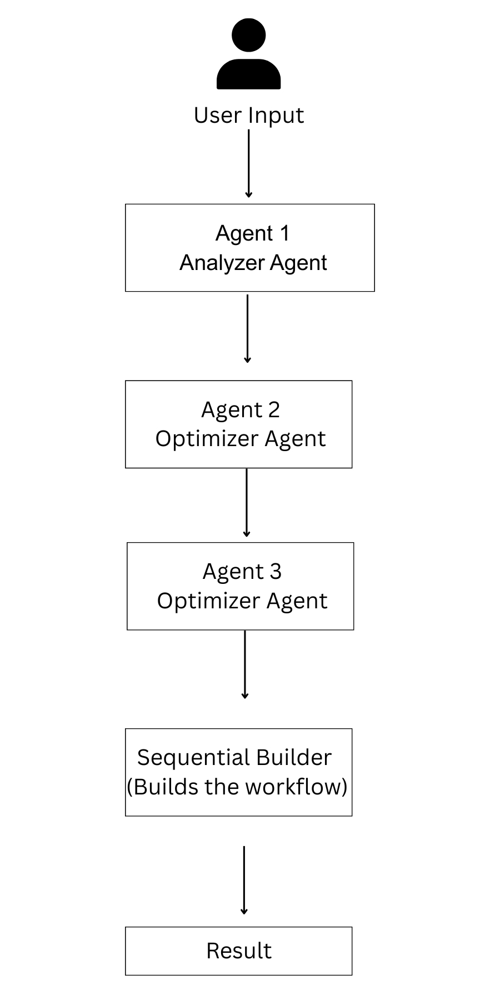 User Input
Agent 1
Analyzer Agent
Agent 2
Optimizer Agent
Agent 3
Optimizer Agent
Sequential Builder
(Builds the workflow)
Result